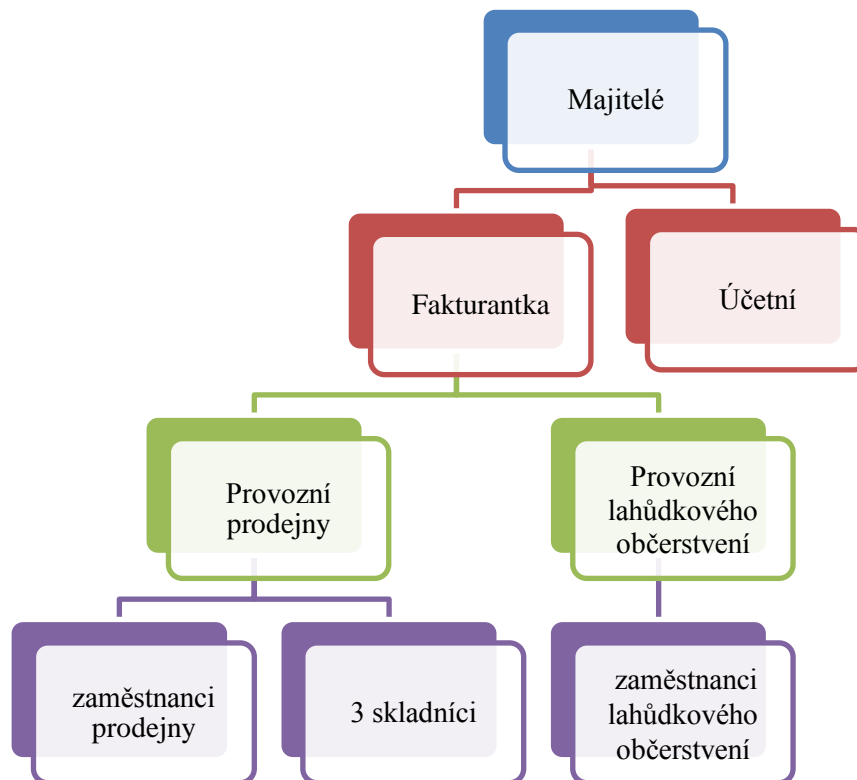 Majitelé
Fakturantka
Účetní
Provozní
prodejny
Provozní
lahůdkového
občerstvení
zaměstnanci
prodejny
3 skladníci
zaměstnanci
lahůdkového
občerstvení